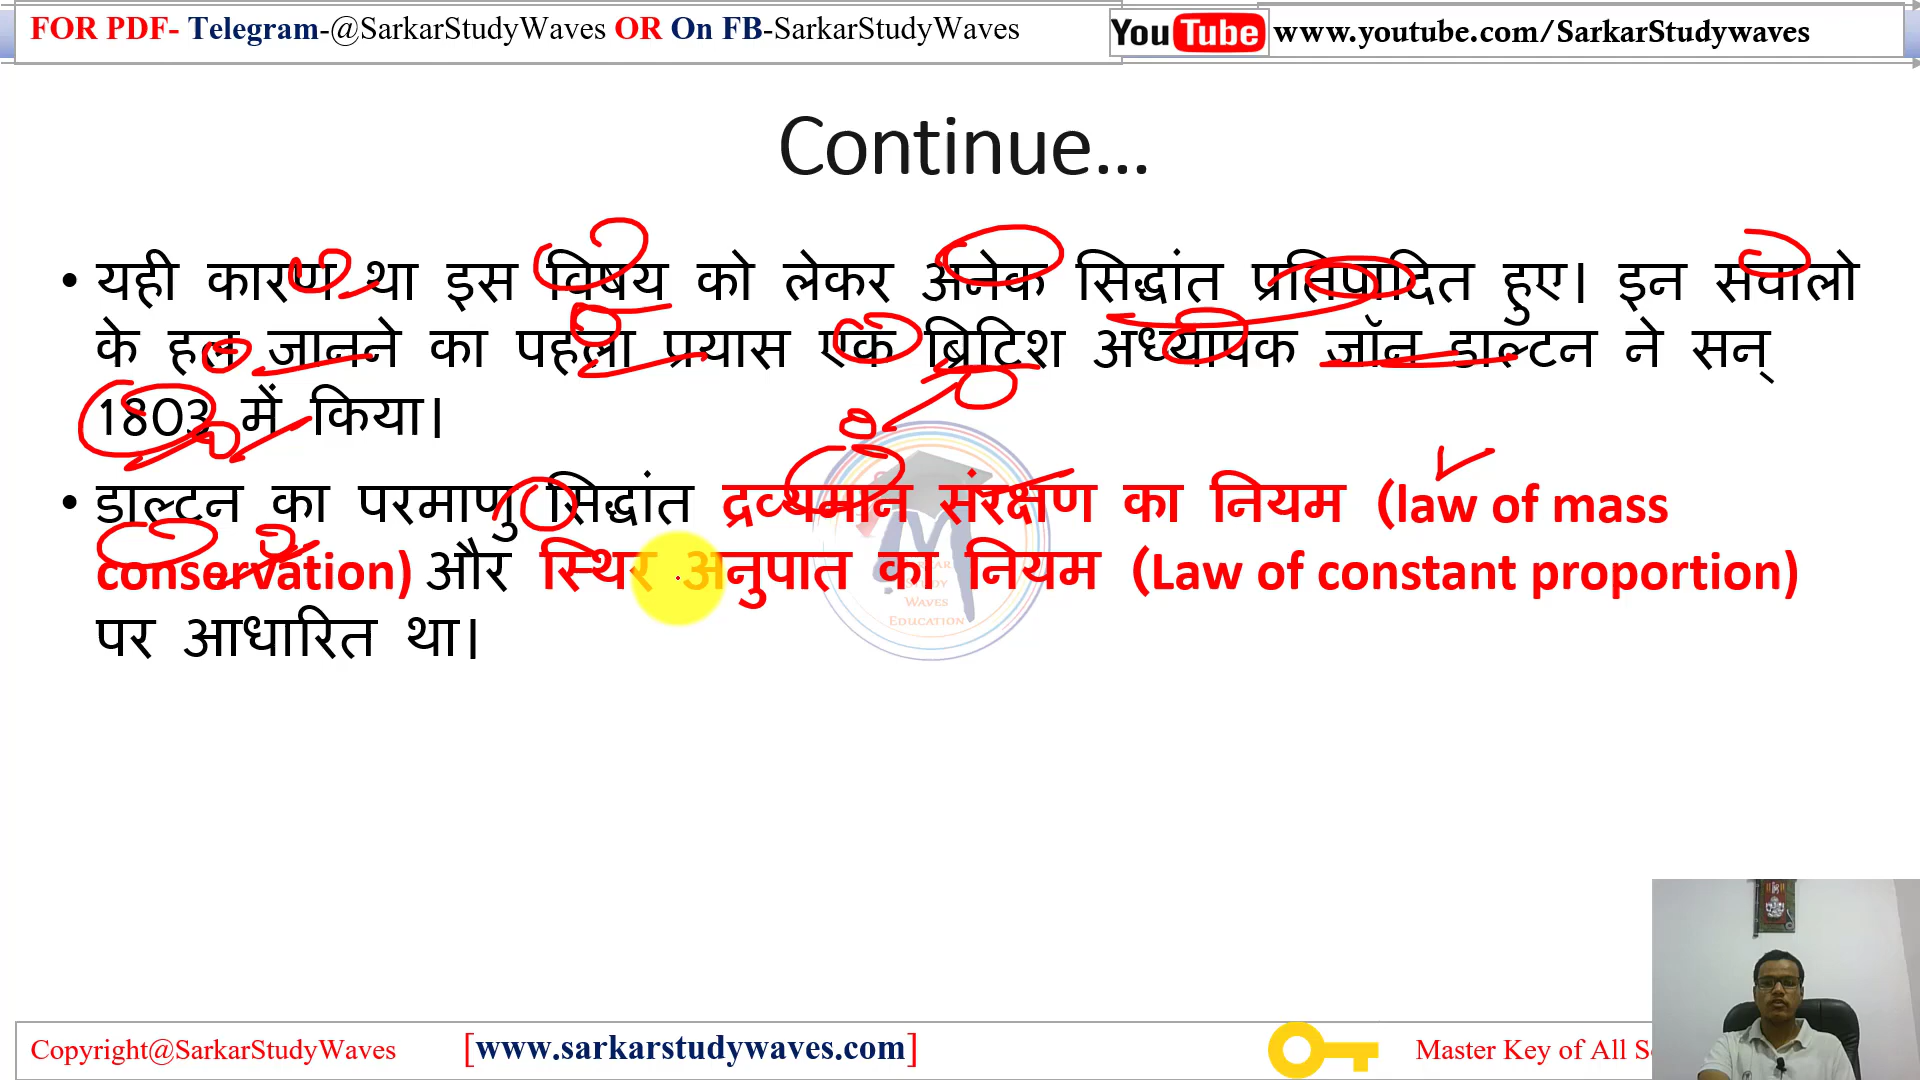 FOR PDF- Telegram-@SarkarStudyWaves OR On FB-SarkarStudyWaves
YouTube www.youtube.com/SarkarStudywaves
Continue...
• यही कारण था इस विषय को लेकर अनेक सिद्धांत प्रतिपादित हुए। इन सवालो
के हल जानने का पहला प्रयास एक ब्रिटिश अध्यापक जॉन डाल्टन ने सन्
1803 में किया।
• डाल्टन का परमाणु सिद्धांत द्रव्यमान संरक्षण का नियम (law of mass
conservation) और स्थिर अनुपात का नियम (Law of constant proportion)
पर आधारित था।
STUDY
WAVES
EDUCATION
Copyright@SarkarStudyWaves [www.sarkarstudywaves.com] Master Key of All